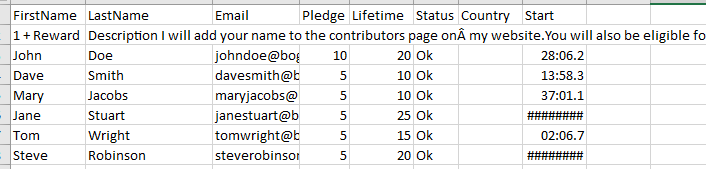 FirstName LastName Email Pledge Lifetime Status Country Start
1 + Reward Description I will add your name to the contributors page onÂ my website.You will also be eligible fo
John Doe johndoe@bog 10 20 Ok 28:06.2
Dave Smith davesmith@b 5 10 Ok 13:58.3
Mary Jacobs maryjacobs@ 5 10 Ok 37:01.1
Jane Stuart janestuart@b 5 25 Ok ########
Tom Wright tomwright@b 5 15 Ok 02:06.7
Steve Robinson steverobinson 5 20 Ok ########